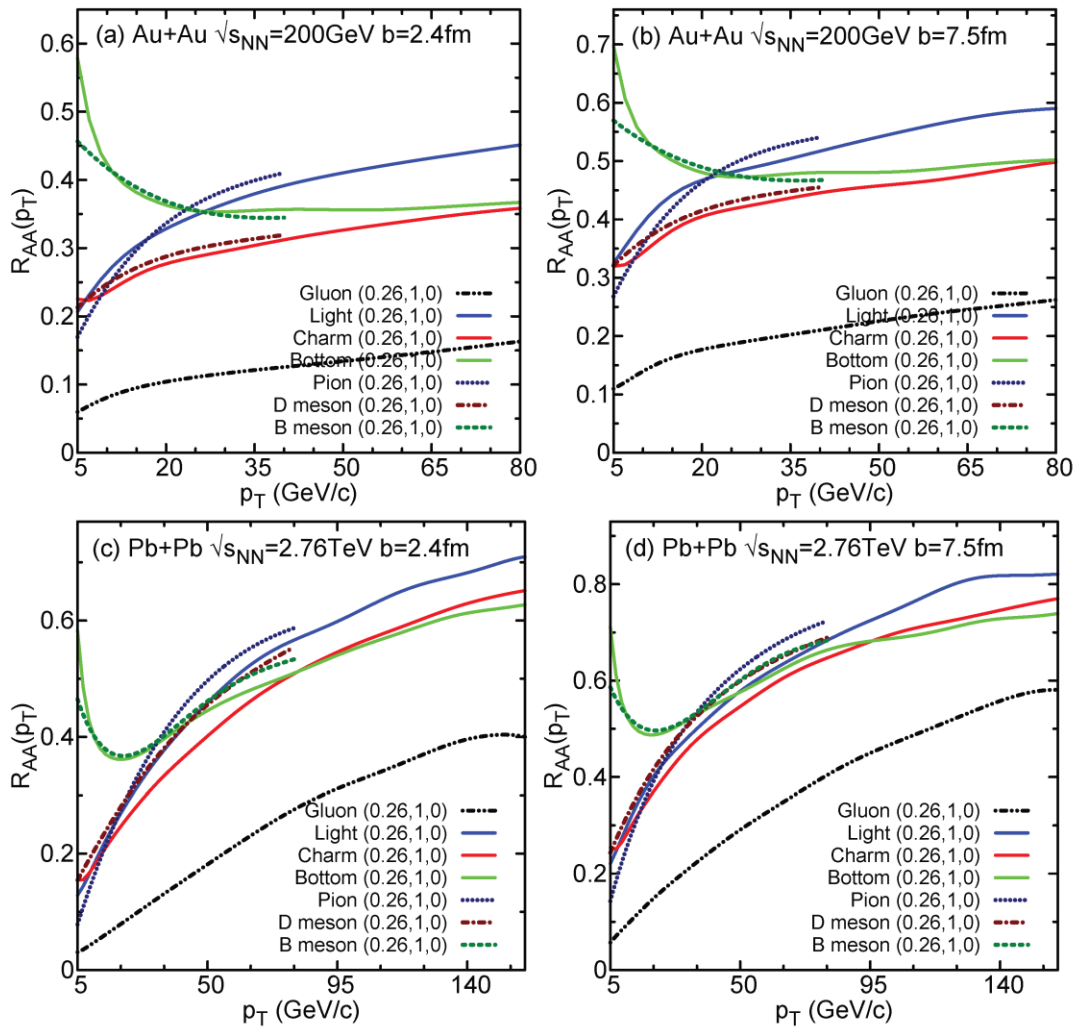 (a) Au+Au √sNN=200GeV b=2.4fm
RAA(pT)
0.6
0.5
0.4
0.3
0.2
0.1
0
Gluon (0.26,1,0)
Light (0.26,1,0)
Charm (0.26,1,0)
Bottom (0.26,1,0)
Pion (0.26,1,0)
D meson (0.26,1,0)
B meson (0.26,1,0)
5 20 35 50 65 80
pT (GeV/c)
(b) Au+Au √sNN=200GeV b=7.5fm
RAA(pT)
0.7
0.6
0.5
0.4
0.3
0.2
0.1
0
Gluon (0.26,1,0)
Light (0.26,1,0)
Charm (0.26,1,0)
Bottom (0.26,1,0)
Pion (0.26,1,0)
D meson (0.26,1,0)
B meson (0.26,1,0)
5 20 35 50 65 80
pT (GeV/c)
(c) Pb+Pb √sNN=2.76TeV b=2.4fm
RAA(pT)
0.6
0.4
0.2
0
Gluon (0.26,1,0)
Light (0.26,1,0)
Charm (0.26,1,0)
Bottom (0.26,1,0)
Pion (0.26,1,0)
D meson (0.26,1,0)
B meson (0.26,1,0)
5 50 95 140
pT (GeV/c)
(d) Pb+Pb √sNN=2.76TeV b=7.5fm
RAA(pT)
0.8
0.6
0.4
0.2
0
Gluon (0.26,1,0)
Light (0.26,1,0)
Charm (0.26,1,0)
Bottom (0.26,1,0)
Pion (0.26,1,0)
D meson (0.26,1,0)
B meson (0.26,1,0)
5 50 95 140
pT (GeV/c)